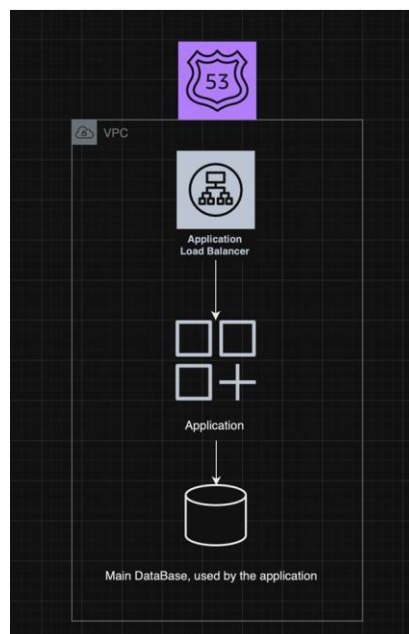 53
VPC
Application
Load Balancer
Application
Main DataBase, used by the application